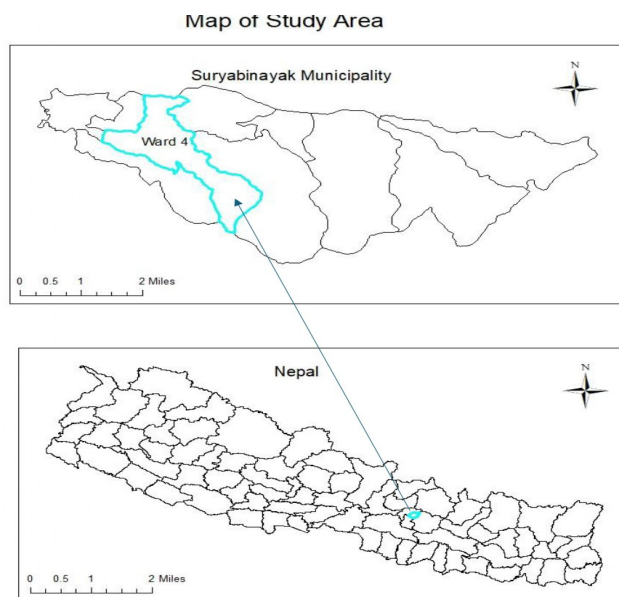 Map of Study Area
Suryabinayak Municipality
N
Ward 4
0 0.5 1 2 Miles
Nepal
N
0 0.5 1 2 Miles